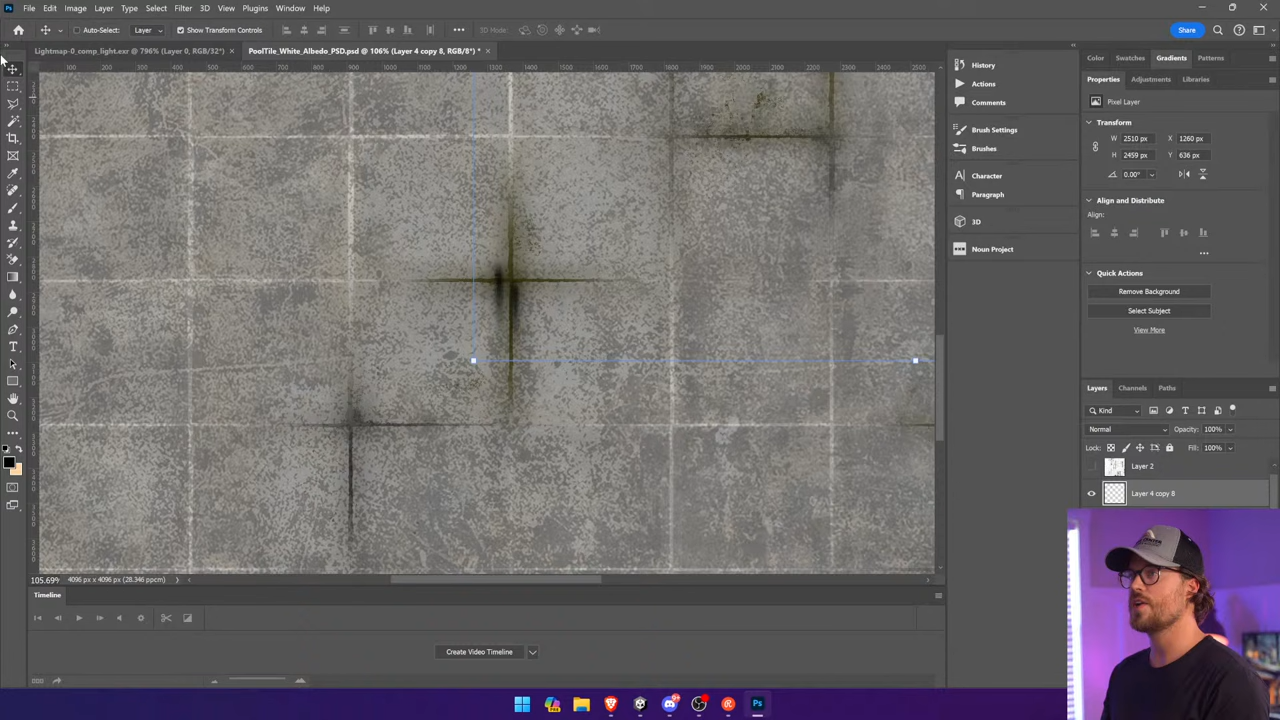 File Edit Image Layer Type Select Filter 3D View Plugins Window Help
Auto-Select: Layer Show Transform Controls 3D Mode: Share
Lightmap-0_comp_light.exr @ 796% (Layer 0, RGB/32*) × PoolTile_White_Albedo_PSD.psd @ 106% (Layer 4 copy 8, RGB/8*) * ×
Color Swatches Gradients Patterns
History
Actions
Comments
Brush Settings
Brushes
Character
Paragraph
3D
Noun Project
Properties Adjustments Libraries
Pixel Layer
Transform
W 2510 px X 1260 px
H 2459 px Y 636 px
0.00°
Align and Distribute
Align:
Quick Actions
Remove Background
Select Subject
View More
Layers Channels Paths
Kind
Normal Opacity: 100%
Lock: Fill: 100%
Layer 2
Layer 4 copy 8
105.69% 4096 px x 4096 px (28.346 ppcm)
Timeline
Create Video Timeline